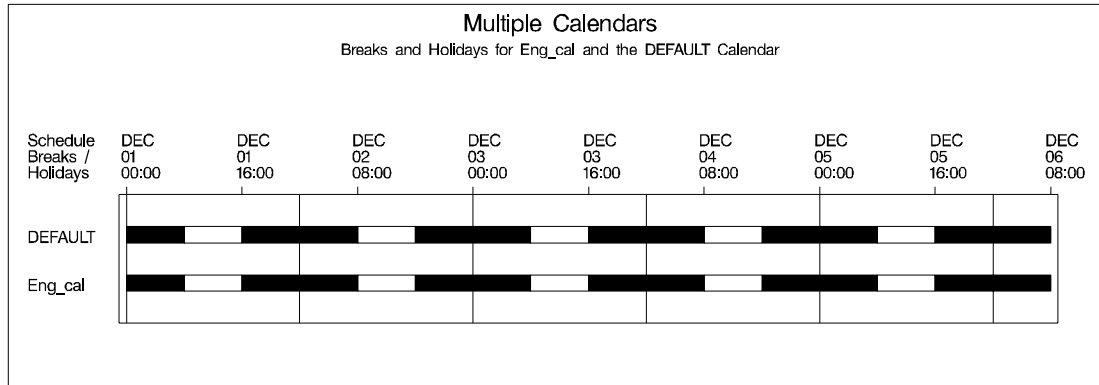 Multiple Calendars
Breaks and Holidays for Eng_cal and the DEFAULT Calendar
Schedule DEC DEC DEC DEC DEC DEC DEC DEC DEC
Breaks / 01 01 02 03 03 04 05 05 06
Holidays 00:00 16:00 08:00 00:00 16:00 08:00 00:00 16:00 08:00
DEFAULT
Eng_cal